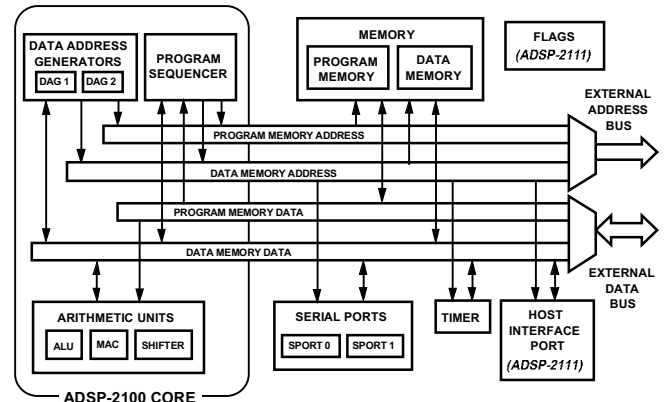 DATA ADDRESS
GENERATORS
DAG 1
DAG 2
PROGRAM
SEQUENCER
MEMORY
PROGRAM
MEMORY
DATA
MEMORY
FLAGS
(ADSP-2111)
EXTERNAL
ADDRESS
BUS
PROGRAM MEMORY ADDRESS
DATA MEMORY ADDRESS
PROGRAM MEMORY DATA
DATA MEMORY DATA
EXTERNAL
DATA
BUS
ARITHMETIC UNITS
ALU
MAC
SHIFTER
SERIAL PORTS
SPORT 0
SPORT 1
TIMER
HOST
INTERFACE
PORT
(ADSP-2111)
ADSP-2100 CORE